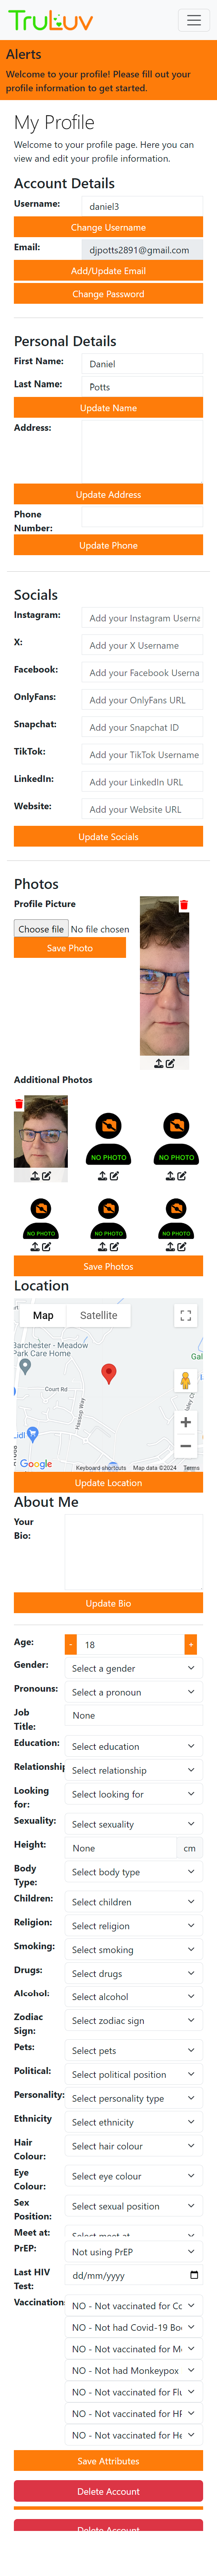 TruLuv
Alerts
Welcome to your profile! Please fill out your
profile information to get started.
My Profile
Welcome to your profile page. Here you can
view and edit your profile information.
Account Details
Username: daniel3
Change Username
Email: djpotts2891@gmail.com
Add/Update Email
Change Password
Personal Details
First Name: Daniel
Last Name: Potts
Update Name
Address:
Update Address
Phone
Number:
Update Phone
Socials
Instagram: Add your Instagram Userna
X: Add your X Username
Facebook: Add your Facebook Userna
OnlyFans: Add your OnlyFans URL
Snapchat: Add your Snapchat ID
TikTok: Add your TikTok Username
LinkedIn: Add your LinkedIn URL
Website: Add your Website URL
Update Socials
Photos
Profile Picture
Choose file No file chosen
Save Photo
Additional Photos
NO PHOTO NO PHOTO
NO PHOTO NO PHOTO NO PHOTO
Save Photos
Location
Map Satellite
Barchester - Meadow
Park Care Home
Court Rd
Hassop Way
Google
Keyboard shortcuts Map data ©2024 Terms
Update Location
About Me
Your
Bio:
Update Bio
Age: - 18 +
Gender: Select a gender
Pronouns: Select a pronoun
Job
Title: None
Education: Select education
Relationship Select relationship
Looking
for: Select looking for
Sexuality: Select sexuality
Height: None cm
Body
Type: Select body type
Children: Select children
Religion: Select religion
Smoking: Select smoking
Drugs: Select drugs
Alcohol: Select alcohol
Zodiac
Sign: Select zodiac sign
Pets: Select pets
Political: Select political position
Personality: Select personality type
Ethnicity Select ethnicity
Hair
Colour: Select hair colour
Eye
Colour: Select eye colour
Sex
Position: Select sexual position
Meet at: Select meet at
PrEP: Not using PrEP
Last HIV
Test: dd/mm/yyyy
Vaccination: NO - Not vaccinated for Co
NO - Not had Covid-19 Boo
NO - Not vaccinated for M
NO - Not had Monkeypox
NO - Not vaccinated for Flu
NO - Not vaccinated for HP
NO - Not vaccinated for He
Save Attributes
Delete Account
Delete Account